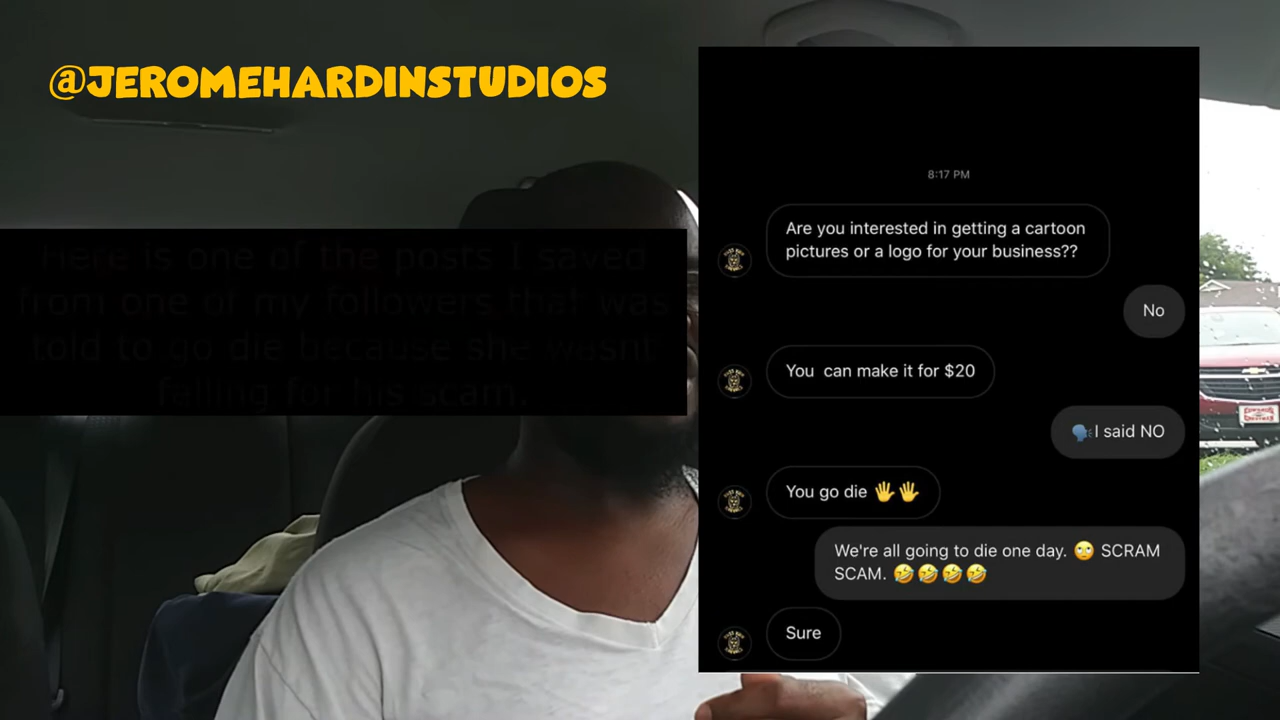 @JEROMEHARDINSTUDIOS
Here is one of the posts I saved
from one of my followers that was
told to go die because she wasn't
falling for his scam.
8:17 PM
Are you interested in getting a cartoon
pictures or a logo for your business??
No
You can make it for $20
🗣I said NO
You go die 🖐🖐
We're all going to die one day. 🙄 SCRAM
SCAM. 🤣🤣🤣🤣
Sure